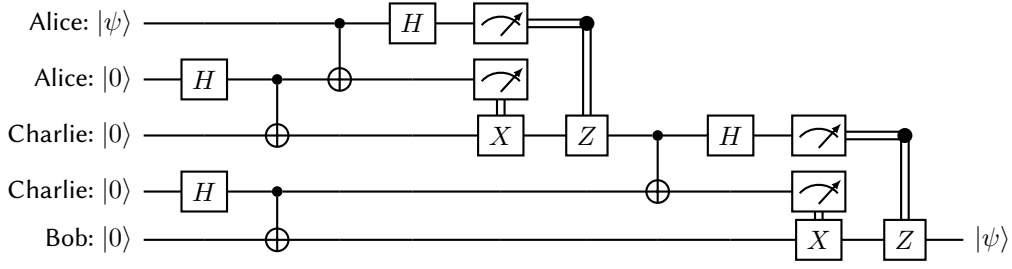 Alice: |ψ⟩ H
Alice: |0⟩ H
Charlie: |0⟩ X Z H
Charlie: |0⟩ H
Bob: |0⟩ X Z |ψ⟩